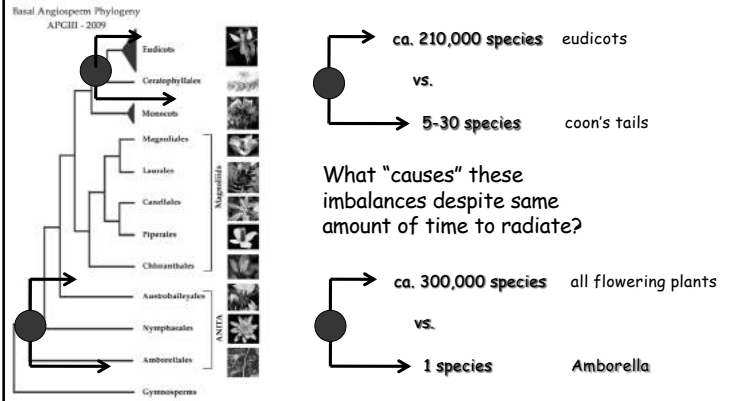 Basal Angiosperm Phylogeny
APGIII - 2009
Eudicots
Ceratophyllales
Monocots
Magnoliales
Laurales
Canellales
Piperales
Chloranthales
Magnoliids
Austrobaileyales
Nymphaeales
Amborellales
ANITA
Gymnosperms
ca. 210,000 species eudicots
vs.
5-30 species coon's tails
What “causes” these
imbalances despite same
amount of time to radiate?
ca. 300,000 species all flowering plants
vs.
1 species Amborella